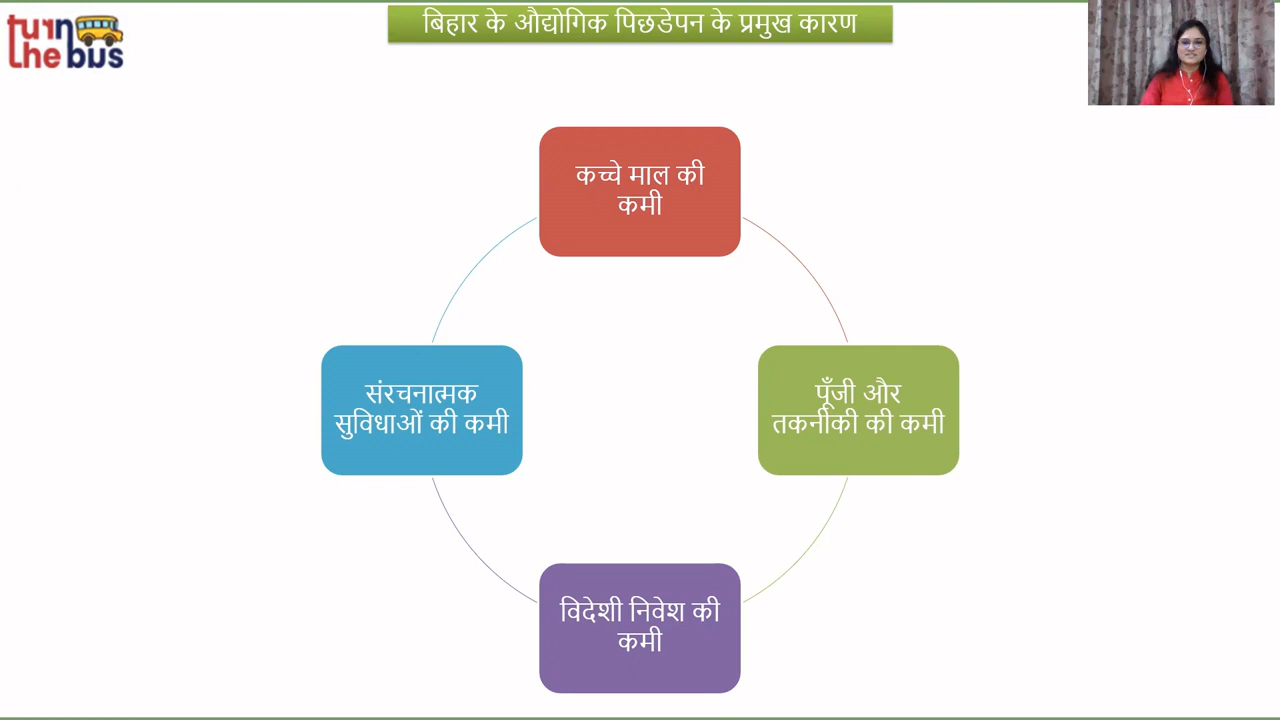 turn
the bus
बिहार के औद्योगिक पिछडेपन के प्रमुख कारण
कच्चे माल की
कमी
संरचनात्मक
सुविधाओं की कमी
पूँजी और
तकनीकी की कमी
विदेशी निवेश की
कमी